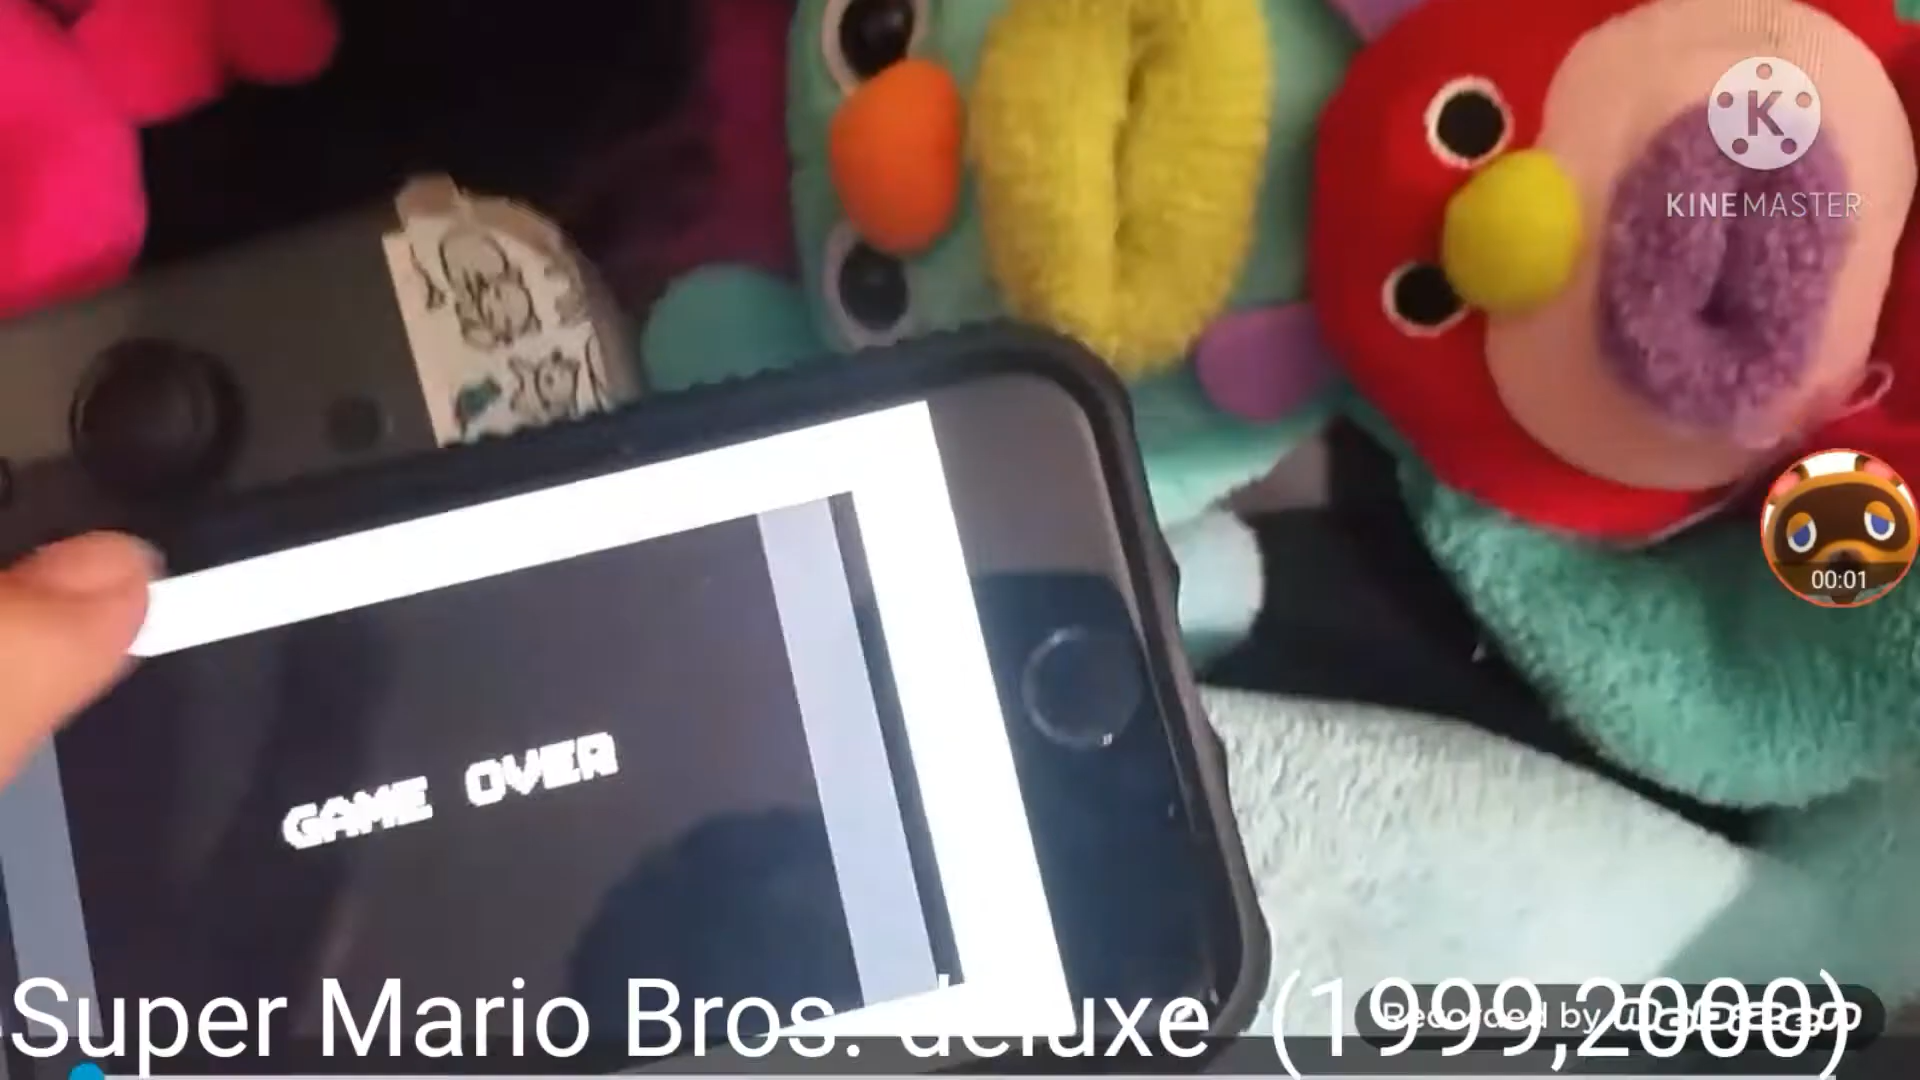 KINEMASTER
00:01
GAME OVER
Super Mario Bros. deluxe (1999,2000)
Recorded by